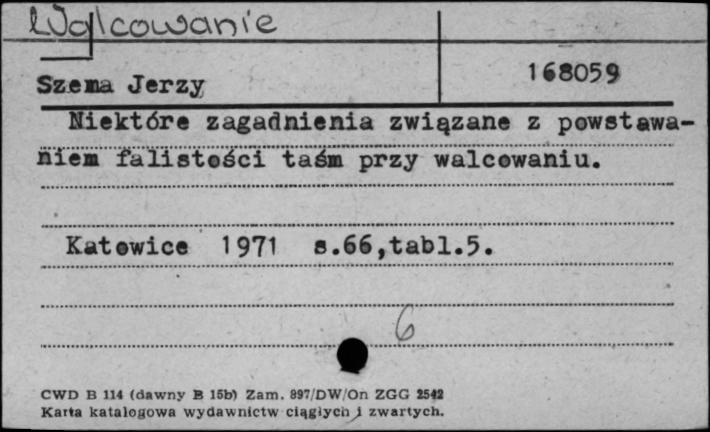 Walcowanie
Szema Jerzy
168059
Niektóre zagadnienia związane z powstawa-
niem falistości taśm przy walcowaniu.
Katowice 1971 s.66,tabl.5.
6
CWD B 114 (dawny B 15b) Zam. 897/DW/On ZGG 2542
Karta katalogowa wydawnictw ciągłych i zwartych.